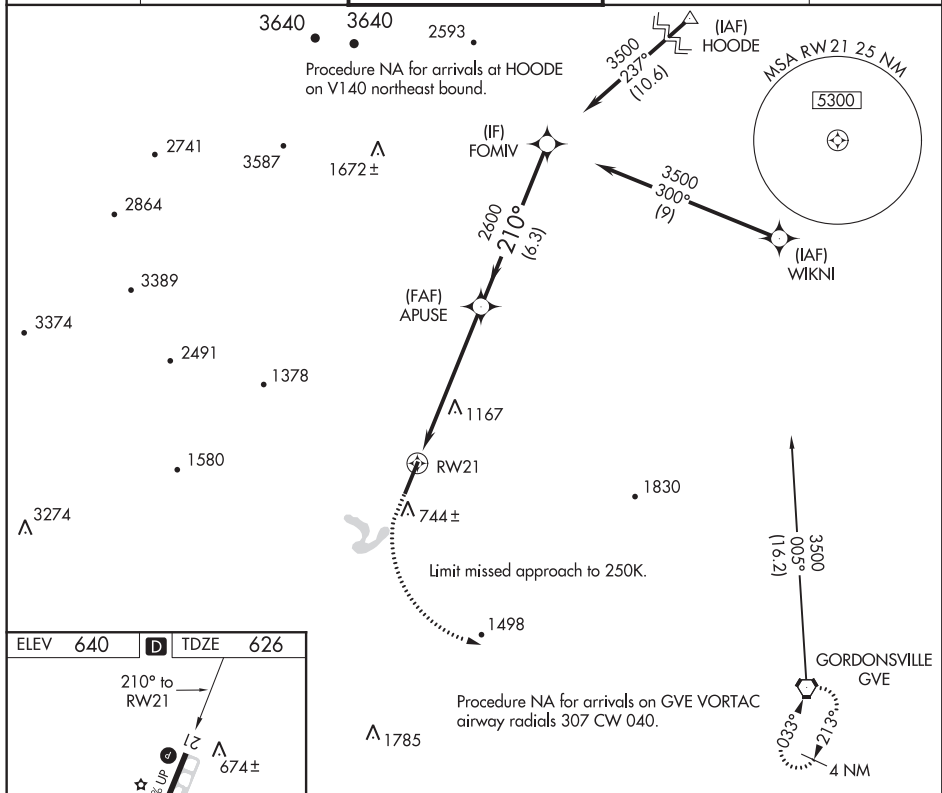 3640
3640
2593
(IAF)
HOODE
3500
237°
(10.6)
Procedure NA for arrivals at HOODE
on V140 northeast bound.
MSA RW 21 25 NM
5300
(IF)
FOMIV
2741
3587
1672 ±
2864
3500
300°
(9)
2600
210°
(6.3)
(IAF)
WIKNI
3389
(FAF)
APUSE
3374
2491
1378
1167
RW21
1580
1830
3274
744 ±
3500
005°
(16.2)
Limit missed approach to 250K.
1498
ELEV 640 D TDZE 626
210° to
RW21
GORDONSVILLE
GVE
Procedure NA for arrivals on GVE VORTAC
airway radials 307 CW 040.
033°
213°
4 NM
1785
21
P
674 ±
% UP